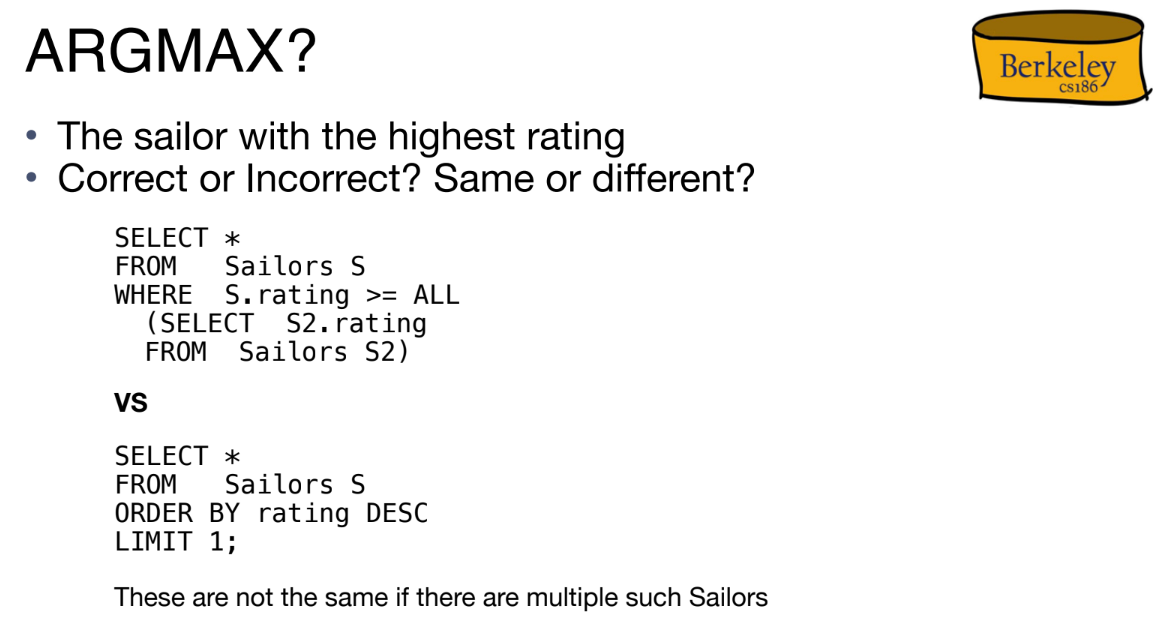 ARGMAX?
Berkeley
cs186
• The sailor with the highest rating
• Correct or Incorrect? Same or different?
SELECT *
FROM   Sailors S
WHERE  S.rating >= ALL
  (SELECT  S2.rating
  FROM  Sailors S2)
vs
SELECT *
FROM   Sailors S
ORDER BY rating DESC
LIMIT 1;
These are not the same if there are multiple such Sailors